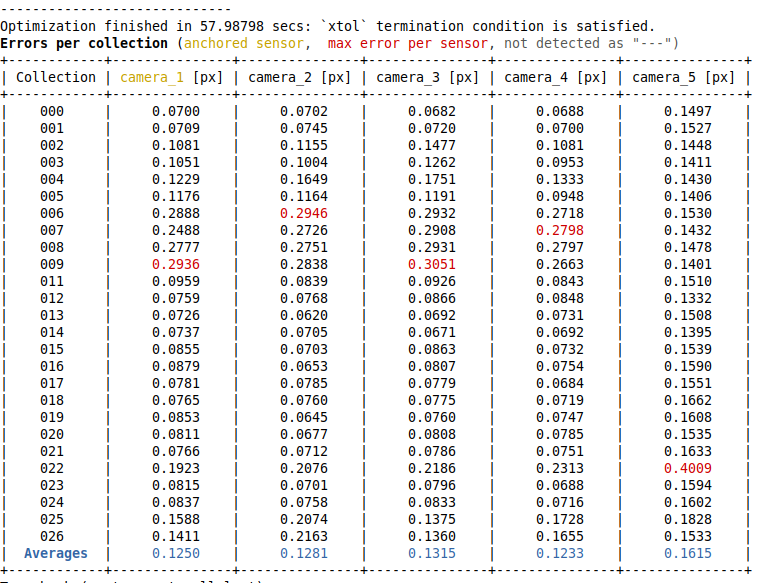 -----------------------------
Optimization finished in 57.98798 secs: `xtol` termination condition is satisfied.
Errors per collection (anchored sensor,  max error per sensor, not detected as "---")
+------------+---------------+---------------+---------------+---------------+---------------+
| Collection | camera_1 [px] | camera_2 [px] | camera_3 [px] | camera_4 [px] | camera_5 [px] |
+------------+---------------+---------------+---------------+---------------+---------------+
|    000     |     0.0700    |     0.0702    |     0.0682    |     0.0688    |     0.1497    |
|    001     |     0.0709    |     0.0745    |     0.0720    |     0.0700    |     0.1527    |
|    002     |     0.1081    |     0.1155    |     0.1477    |     0.1081    |     0.1448    |
|    003     |     0.1051    |     0.1004    |     0.1262    |     0.0953    |     0.1411    |
|    004     |     0.1229    |     0.1649    |     0.1751    |     0.1333    |     0.1430    |
|    005     |     0.1176    |     0.1164    |     0.1191    |     0.0948    |     0.1406    |
|    006     |     0.2888    |     0.2946    |     0.2932    |     0.2718    |     0.1530    |
|    007     |     0.2488    |     0.2726    |     0.2908    |     0.2798    |     0.1432    |
|    008     |     0.2777    |     0.2751    |     0.2931    |     0.2797    |     0.1478    |
|    009     |     0.2936    |     0.2838    |     0.3051    |     0.2663    |     0.1401    |
|    011     |     0.0959    |     0.0839    |     0.0926    |     0.0843    |     0.1510    |
|    012     |     0.0759    |     0.0768    |     0.0866    |     0.0848    |     0.1332    |
|    013     |     0.0726    |     0.0620    |     0.0692    |     0.0731    |     0.1508    |
|    014     |     0.0737    |     0.0705    |     0.0671    |     0.0692    |     0.1395    |
|    015     |     0.0855    |     0.0703    |     0.0863    |     0.0732    |     0.1539    |
|    016     |     0.0879    |     0.0653    |     0.0807    |     0.0754    |     0.1590    |
|    017     |     0.0781    |     0.0785    |     0.0779    |     0.0684    |     0.1551    |
|    018     |     0.0765    |     0.0760    |     0.0775    |     0.0719    |     0.1662    |
|    019     |     0.0853    |     0.0645    |     0.0760    |     0.0747    |     0.1608    |
|    020     |     0.0811    |     0.0677    |     0.0808    |     0.0785    |     0.1535    |
|    021     |     0.0766    |     0.0712    |     0.0786    |     0.0751    |     0.1633    |
|    022     |     0.1923    |     0.2076    |     0.2186    |     0.2313    |     0.4009    |
|    023     |     0.0815    |     0.0701    |     0.0796    |     0.0688    |     0.1594    |
|    024     |     0.0837    |     0.0758    |     0.0833    |     0.0716    |     0.1602    |
|    025     |     0.1588    |     0.2074    |     0.1375    |     0.1728    |     0.1828    |
|    026     |     0.1411    |     0.2163    |     0.1360    |     0.1655    |     0.1533    |
|  Averages  |     0.1250    |     0.1281    |     0.1315    |     0.1233    |     0.1615    |
+------------+---------------+---------------+---------------+---------------+---------------+